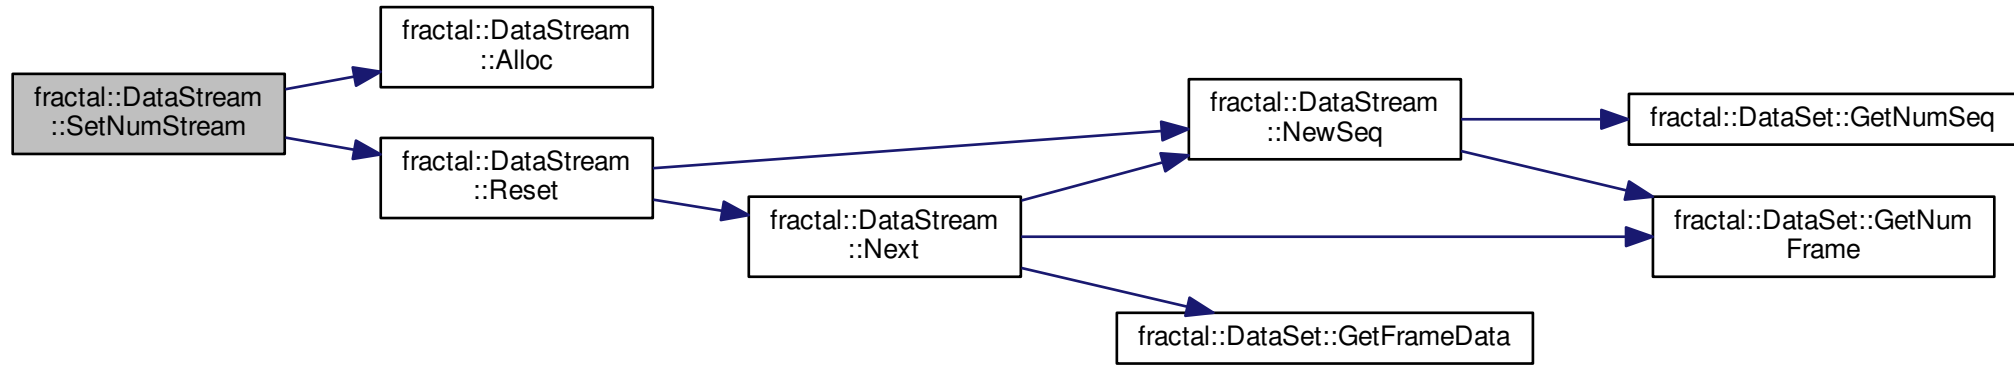 fractal::DataStream
::SetNumStream
fractal::DataStream
::Alloc
fractal::DataStream
::Reset
fractal::DataStream
::Next
fractal::DataStream
::NewSeq
fractal::DataSet::GetFrameData
fractal::DataSet::GetNumSeq
fractal::DataSet::GetNum
Frame